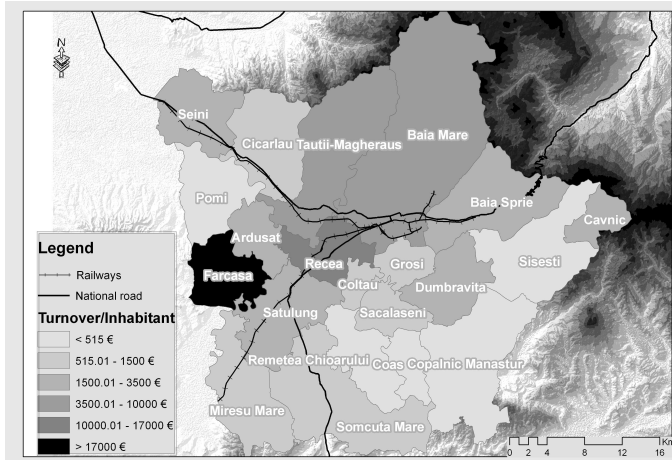 N
Seini
Cicarlau
Tautii-Magheraus
Baia Mare
Pomi
Baia Sprie
Cavnic
Ardusat
Farcasa
Recea
Grosi
Sisesti
Coltau
Dumbravita
Satulung
Sacalaseni
Remetea Chioarului
Coas
Copalnic Manastur
Miresu Mare
Somcuta Mare
Legend
Railways
National road
Turnover/Inhabitant
< 515 €
515.01 - 1500 €
1500.01 - 3500 €
3500.01 - 10000 €
10000.01 - 17000 €
> 17000 €
0 2 4 8 12 16
Km